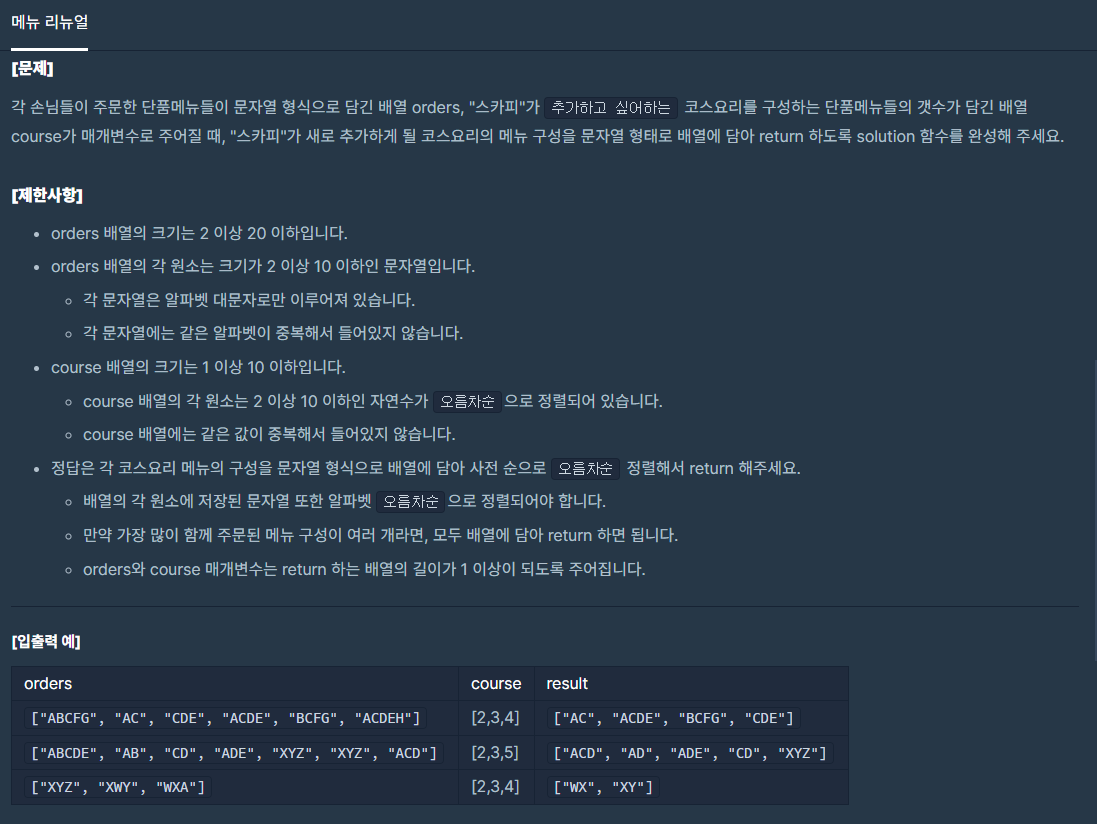 메뉴 리뉴얼
[문제]
각 손님들이 주문한 단품메뉴들이 문자열 형식으로 담긴 배열 orders, "스카피"가 추가하고 싶어하는 코스요리를 구성하는 단품메뉴들의 갯수가 담긴 배열
course가 매개변수로 주어질 때, "스카피"가 새로 추가하게 될 코스요리의 메뉴 구성을 문자열 형태로 배열에 담아 return 하도록 solution 함수를 완성해 주세요.
[제한사항]
• orders 배열의 크기는 2 이상 20 이하입니다.
• orders 배열의 각 원소는 크기가 2 이상 10 이하인 문자열입니다.
◦ 각 문자열은 알파벳 대문자로만 이루어져 있습니다.
◦ 각 문자열에는 같은 알파벳이 중복해서 들어있지 않습니다.
• course 배열의 크기는 1 이상 10 이하입니다.
◦ course 배열의 각 원소는 2 이상 10 이하인 자연수가 오름차순 으로 정렬되어 있습니다.
◦ course 배열에는 같은 값이 중복해서 들어있지 않습니다.
• 정답은 각 코스요리 메뉴의 구성을 문자열 형식으로 배열에 담아 사전 순으로 오름차순 정렬해서 return 해주세요.
◦ 배열의 각 원소에 저장된 문자열 또한 알파벳 오름차순 으로 정렬되어야 합니다.
◦ 만약 가장 많이 함께 주문된 메뉴 구성이 여러 개라면, 모두 배열에 담아 return 하면 됩니다.
◦ orders와 course 매개변수는 return 하는 배열의 길이가 1 이상이 되도록 주어집니다.
[입출력 예]
orders course result
["ABCFG", "AC", "CDE", "ACDE", "BCFG", "ACDEH"] [2,3,4] ["AC", "ACDE", "BCFG", "CDE"]
["ABCDE", "AB", "CD", "ADE", "XYZ", "XYZ", "ACD"] [2,3,5] ["ACD", "AD", "ADE", "CD", "XYZ"]
["XYZ", "XWY", "WXA"] [2,3,4] ["WX", "XY"]